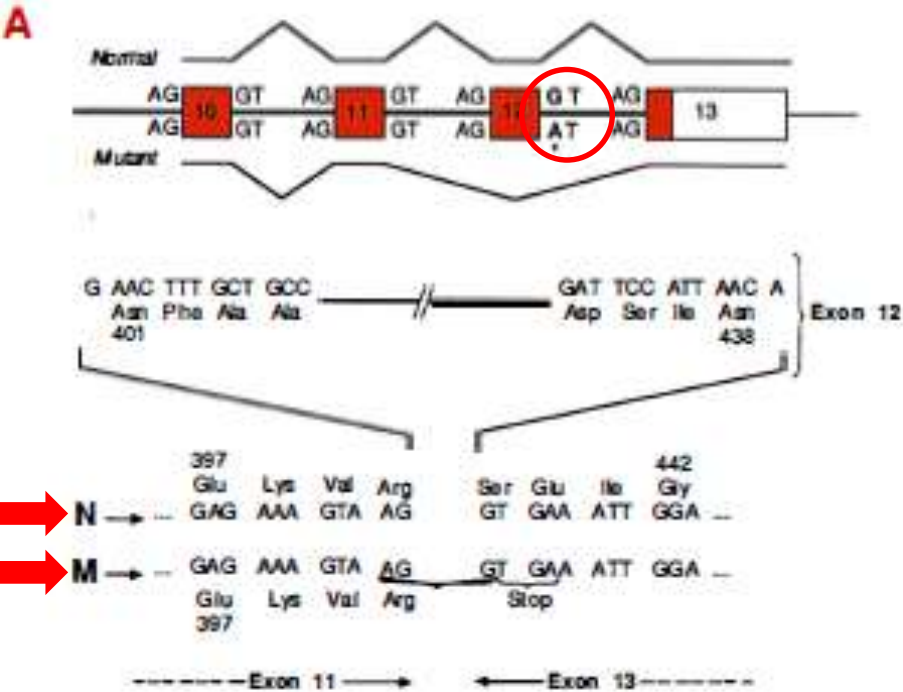 A
Normal
AG 10 GT AG 11 GT AG 12 G T AG 13
AG GT AG GT AG A T AG
*
Mutant
G AAC TTT GCT GCC GAT TCC ATT AAC A
Asn Phe Ala Ala Asp Ser Ile Asn Exon 12
401 438
397 442
Glu Lys Val Arg Ser Glu Ile Gly
N ... GAG AAA GTA AG GT GAA ATT GGA ...
M ... GAG AAA GTA AG GT GAA ATT GGA ...
Glu Lys Val Arg Stop
397
Exon 11 Exon 13